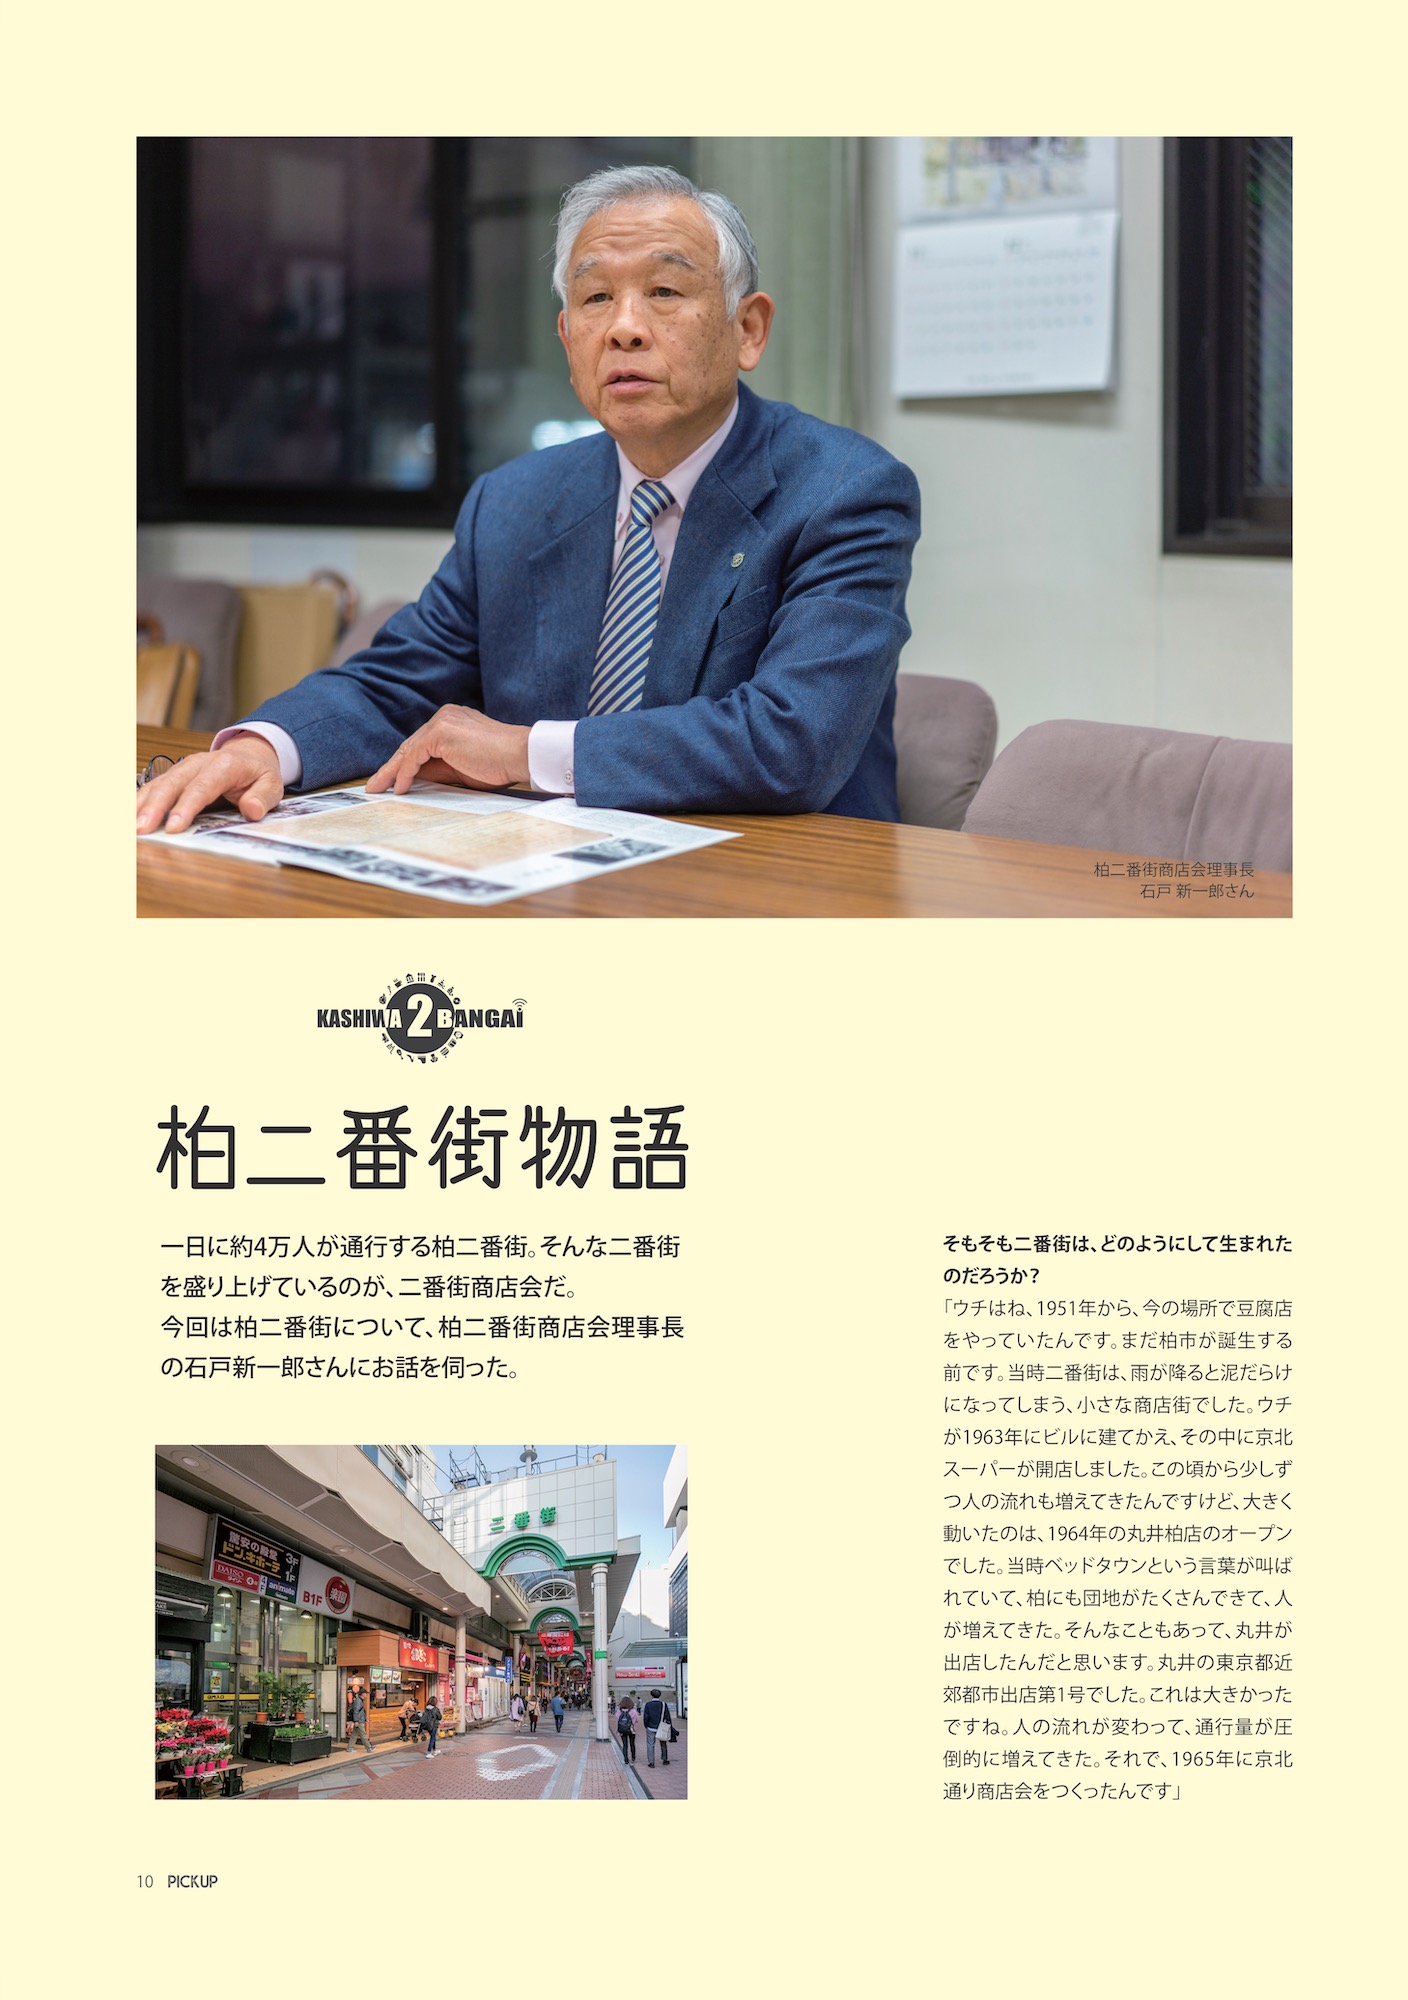 柏二番街商店会理事長
石戸 新一郎さん
KASHIWA 2 BANGAI
柏二番街物語
一日に約4万人が通行する柏二番街。そんな二番街
を盛り上げているのが、二番街商店会だ。
今回は柏二番街について、柏二番街商店会理事長
の石戸新一郎さんにお話を伺った。
二番街
激安の殿堂
ドン.キホーテ
3F
1F
DAISO
ダイソー
animate
B1F
楽園
そもそも二番街は、どのようにして生まれた
のだろうか？
「ウチはね、1951年から、今の場所で豆腐店
をやっていたんです。まだ柏市が誕生する
前です。当時二番街は、雨が降ると泥だらけ
になってしまう、小さな商店街でした。ウチ
が1963年にビルに建てかえ、その中に京北
スーパーが開店しました。この頃から少しず
つ人の流れも増えてきたんですけど、大きく
動いたのは、1964年の丸井柏店のオープン
でした。当時ベッドタウンという言葉が叫ば
れていて、柏にも団地がたくさんできて、人
が増えてきた。そんなこともあって、丸井が
出店したんだと思います。丸井の東京都近
郊都市出店第1号でした。これは大きかった
ですね。人の流れが変わって、通行量が圧
倒的に増えてきた。それで、1965年に京北
通り商店会をつくったんです」
10 PICKUP